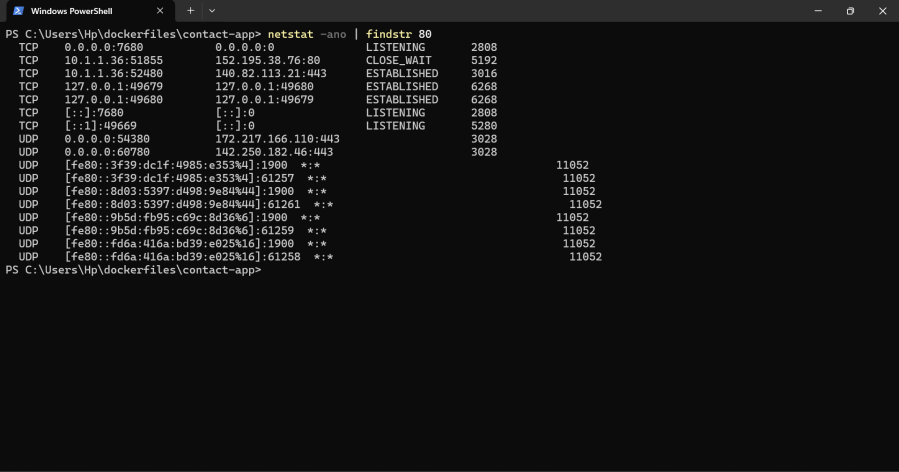 Windows PowerShell
PS C:\Users\Hp\dockerfiles\contact-app> netstat -ano | findstr 80
TCP 0.0.0.0:7680 0.0.0.0:0 LISTENING 2808
TCP 10.1.1.36:51855 152.195.38.76:80 CLOSE_WAIT 5192
TCP 10.1.1.36:52480 140.82.113.21:443 ESTABLISHED 3016
TCP 127.0.0.1:49679 127.0.0.1:49680 ESTABLISHED 6268
TCP 127.0.0.1:49680 127.0.0.1:49679 ESTABLISHED 6268
TCP [::]:7680 [::]:0 LISTENING 2808
TCP [::1]:49669 [::]:0 LISTENING 5280
UDP 0.0.0.0:54380 172.217.166.110:443 3028
UDP 0.0.0.0:60780 142.250.182.46:443 3028
UDP [fe80::3f39:dc1f:4985:e353%4]:1900 *:* 11052
UDP [fe80::3f39:dc1f:4985:e353%4]:61257 *:* 11052
UDP [fe80::8d03:5397:d498:9e84%44]:1900 *:* 11052
UDP [fe80::8d03:5397:d498:9e84%44]:61261 *:* 11052
UDP [fe80::9b5d:fb95:c69c:8d36%6]:1900 *:* 11052
UDP [fe80::9b5d:fb95:c69c:8d36%6]:61259 *:* 11052
UDP [fe80::fd6a:416a:bd39:e025%16]:1900 *:* 11052
UDP [fe80::fd6a:416a:bd39:e025%16]:61258 *:* 11052
PS C:\Users\Hp\dockerfiles\contact-app>